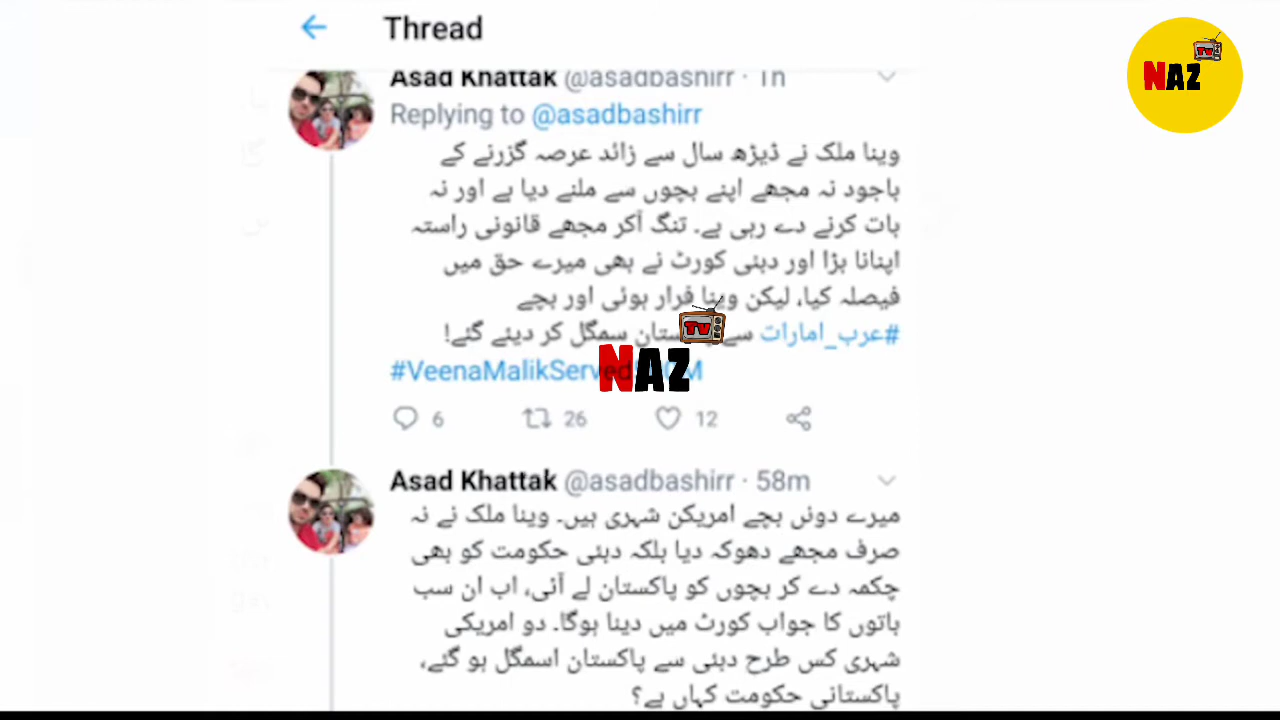 Thread
TV
NAZ
Asad Khattak @asadbashirr · 1h
Replying to @asadbashirr
وینا ملک نے ڈیڑھ سال سے زائد عرصہ گزرنے کے
باجود نہ مجھے اپنے بچوں سے ملنے دیا ہے اور نہ
بات کرنے دے رہی ہے۔ تنگ آکر مجھے قانونی راستہ
اپنانا پڑا اور دبئی کورٹ نے بھی میرے حق میں
فیصلہ کیا، لیکن وینا فرار ہوئی اور بچے
#عرب_امارات سے سمگل کر دیئے گئے!
TV
NAZ
6 26 12
Asad Khattak @asadbashirr · 58m
میرے دونں بچے امریکن شہری ہیں۔ وینا ملک نے نہ
صرف مجھے دھوکہ دیا بلکہ دبئی حکومت کو بھی
چکمہ دے کر بچوں کو پاکستان لے آئی، اب ان سب
باتوں کا جواب کورٹ میں دینا ہوگا۔ دو امریکی
شہری کس طرح دبئی سے پاکستان اسمگل ہو گئے،
پاکستانی حکومت کہاں ہے؟